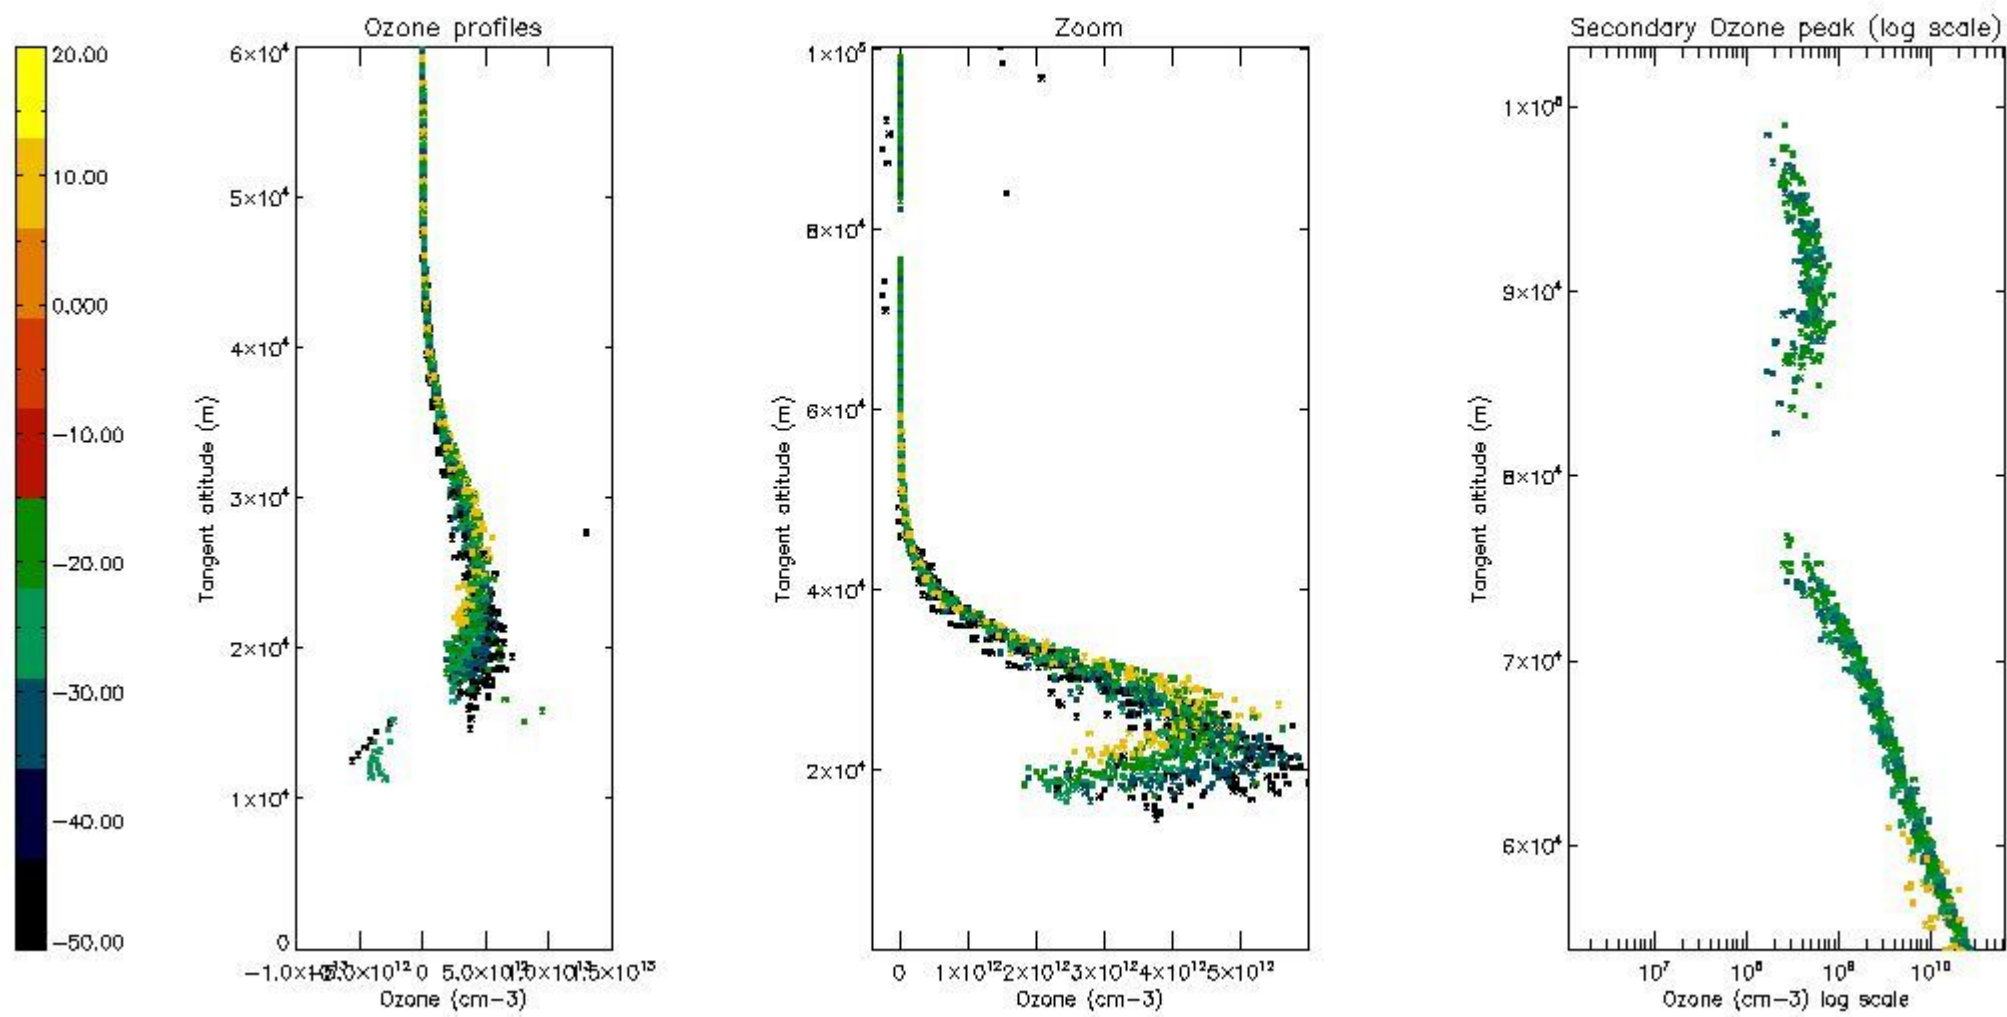 Ozone profiles
Zoom
Secondary Ozone peak (log scale)
20.00
10.00
0.000
−10.00
−20.00
−30.00
−40.00
−50.00
6×10⁴
5×10⁴
4×10⁴
3×10⁴
2×10⁴
1×10⁴
0
Tangent altitude (m)
0
5.0×10¹²
1.5×10¹³
Ozone (cm−3)
1×10⁵
8×10⁴
6×10⁴
4×10⁴
2×10⁴
Tangent altitude (m)
0 1×10¹² 2×10¹² 3×10¹² 4×10¹² 5×10¹²
Ozone (cm−3)
9×10⁴
8×10⁴
7×10⁴
6×10⁴
Tangent altitude (m)
10⁷ 10⁸ 10⁹ 10¹⁰
Ozone (cm−3) log scale